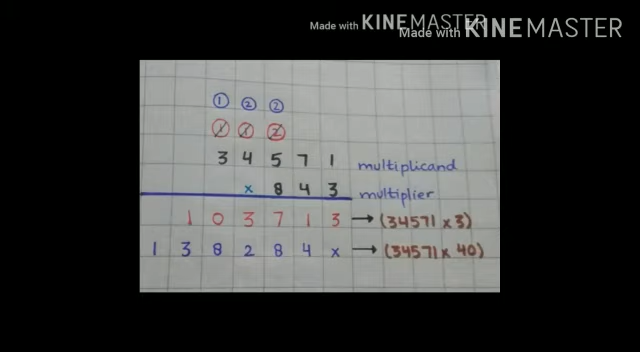 Made with KINEMASTER
Made with KINEMASTER
① ② ②
① ① ②
3 4 5 7 1 multiplicand
x 8 4 3 multiplier
1 0 3 7 1 3 → (34571 x 3)
1 3 8 2 8 4 x → (34571 x 40)